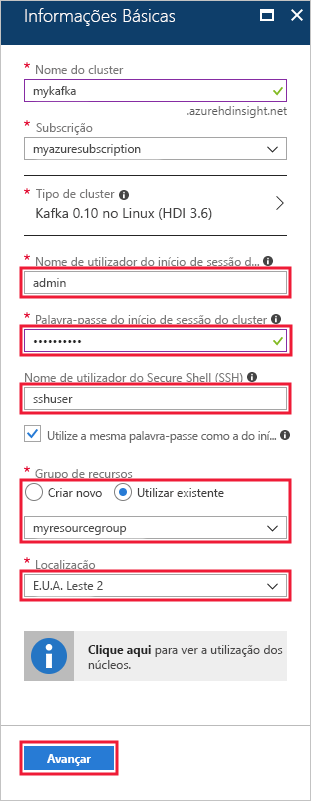 Informações Básicas
* Nome do cluster
mykafka
.azurehdinsight.net
* Subscrição
myazuresubscription
* Tipo de cluster
Kafka 0.10 no Linux (HDI 3.6)
* Nome de utilizador do início de sessão d...
admin
* Palavra-passe do início de sessão do cluster
••••••••••
Nome de utilizador do Secure Shell (SSH)
sshuser
Utilize a mesma palavra-passe como a do iní...
* Grupo de recursos
Criar novo Utilizar existente
myresourcegroup
* Localização
E.U.A. Leste 2
Clique aqui para ver a utilização dos
núcleos.
Avançar